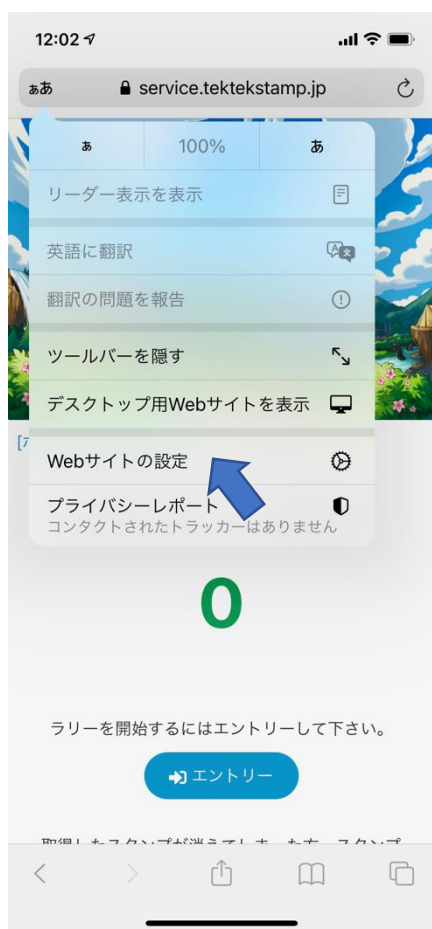 12:02
ぁあ service.tektekstamp.jp
ぁ 100% あ
リーダー表示を表示
英語に翻訳
翻訳の問題を報告
ツールバーを隠す
デスクトップ用Webサイトを表示
Webサイトの設定
プライバシーレポート
コンタクトされたトラッカーはありません
0
ラリーを開始するにはエントリーして下さい。
エントリー